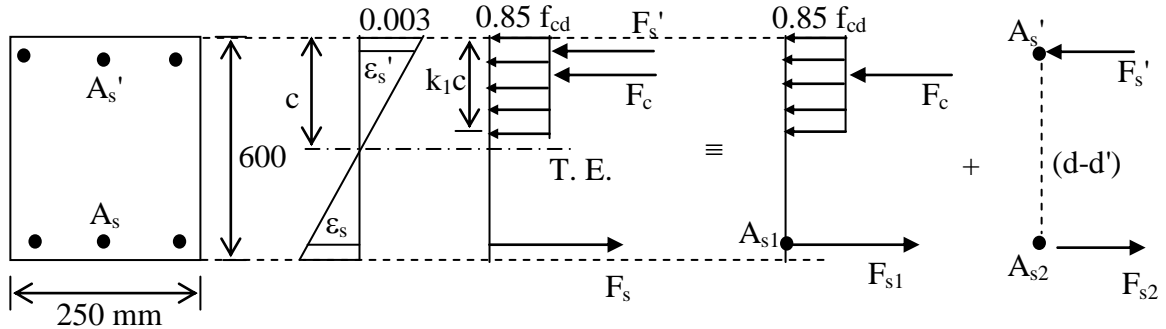 0.003
0.85 f_cd
F_s'
0.85 f_cd
A_s'
A_s'
ε_s'
c
k_1c
F_c
F_c
F_s'
600
T. E.
≡
+
(d-d')
A_s
ε_s
A_s1
F_s
F_s1
A_s2
F_s2
250 mm